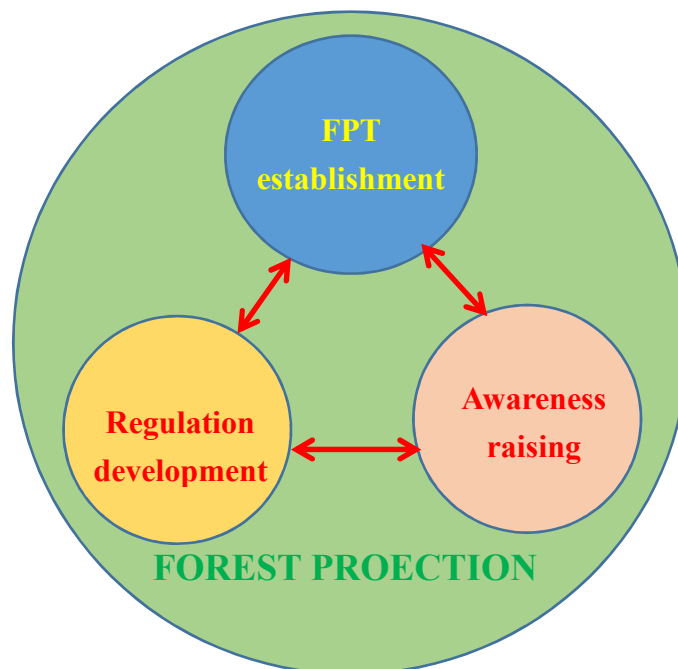 FPT
establishment
Regulation
development
Awareness
raising
FOREST PROECTION